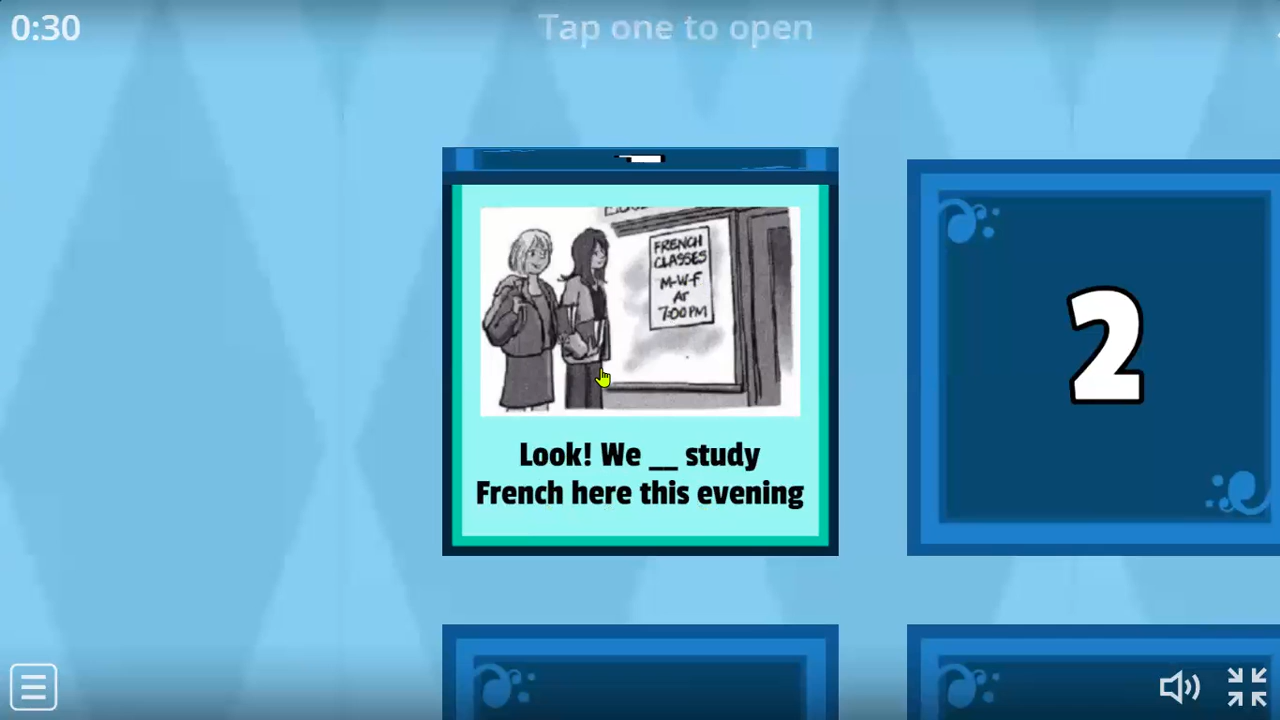 0:30
Tap one to open
FRENCH
CLASSES
M-W-F
AT
7:00 PM
2
Look! We __ study
French here this evening